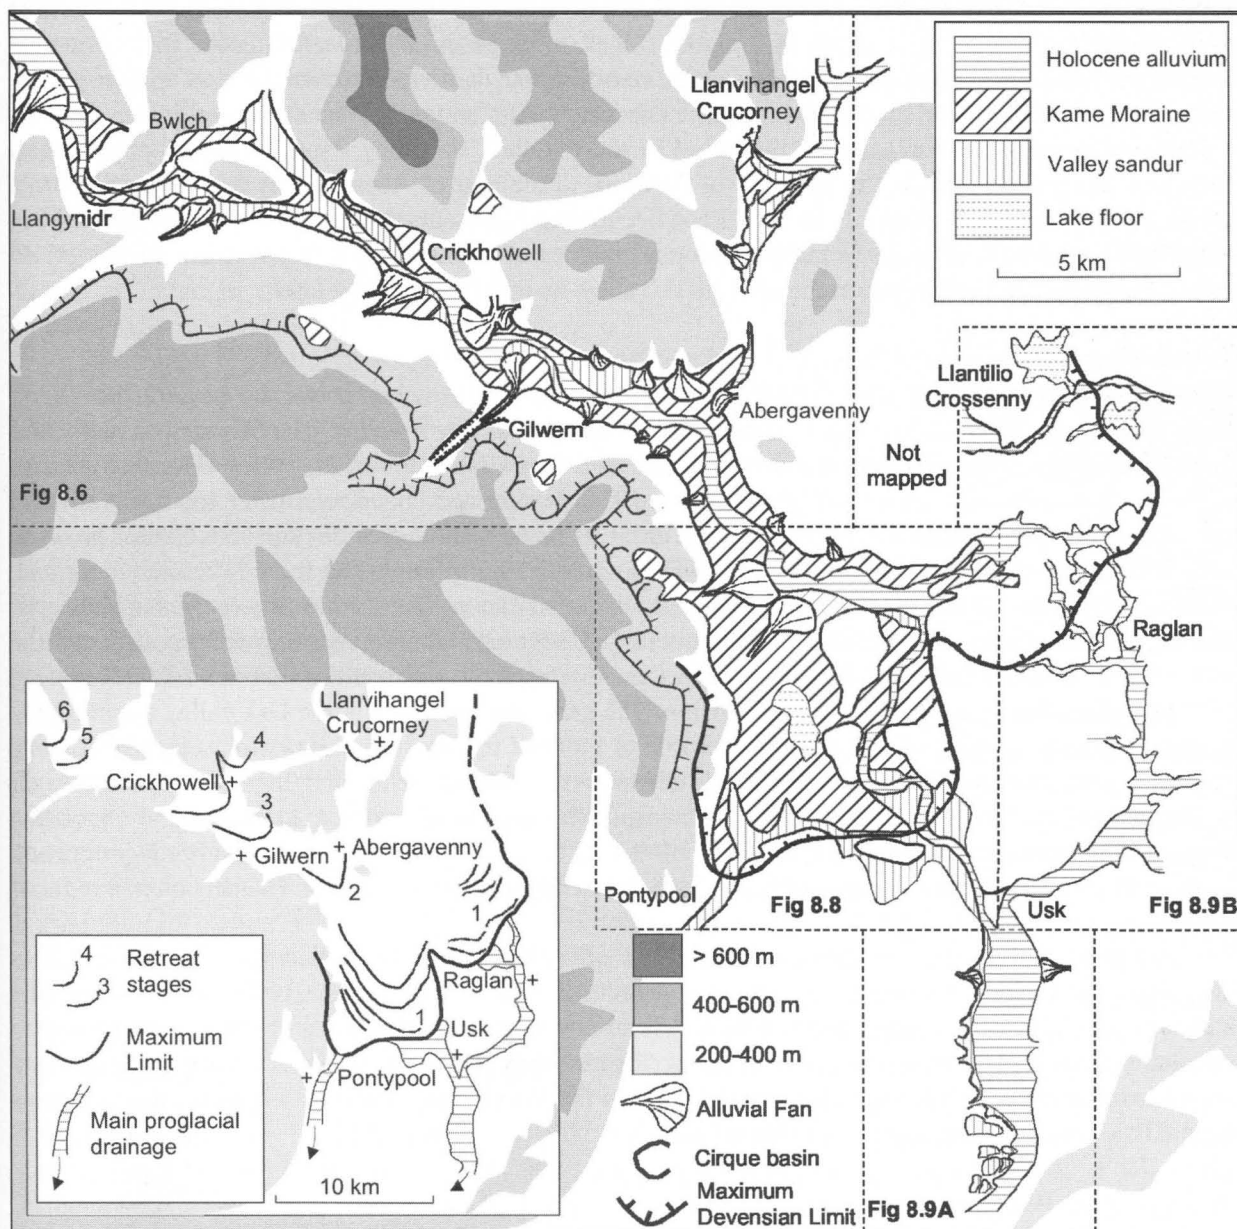 Bwlch
Llanvihangel
Crucorney
Holocene alluvium
Kame Moraine
Valley sandur
Lake floor
5 km
Llangynidr
Crickhowell
Llantilio
Crossenny
Abergavenny
Gilwern
Not
mapped
Fig 8.6
Raglan
Pontypool
Fig 8.8
Usk
Fig 8.9B
Llanvihangel
Crucorney
6
5
4
Crickhowell
3
Gilwern
Abergavenny
2
1
Raglan
1
Usk
Pontypool
4
3
Retreat
stages
Maximum
Limit
Main proglacial
drainage
10 km
> 600 m
400-600 m
200-400 m
Alluvial Fan
Cirque basin
Maximum
Devensian Limit
Fig 8.9A